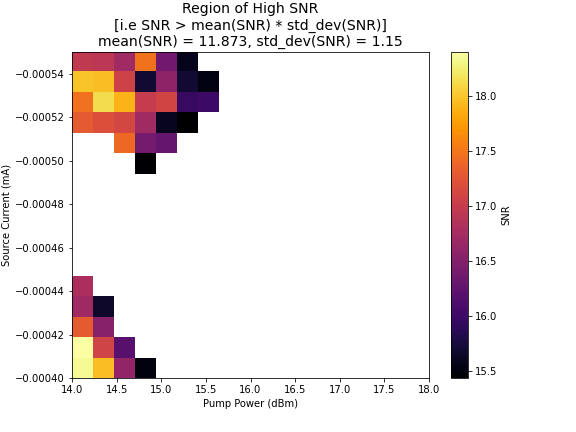 Region of High SNR
[i.e SNR > mean(SNR) * std_dev(SNR)]
mean(SNR) = 11.873, std_dev(SNR) = 1.15
−0.00054
−0.00052
−0.00050
−0.00048
−0.00046
−0.00044
−0.00042
−0.00040
Source Current (mA)
14.0 14.5 15.0 15.5 16.0 16.5 17.0 17.5 18.0
Pump Power (dBm)
18.0
17.5
17.0
16.5
16.0
15.5
SNR